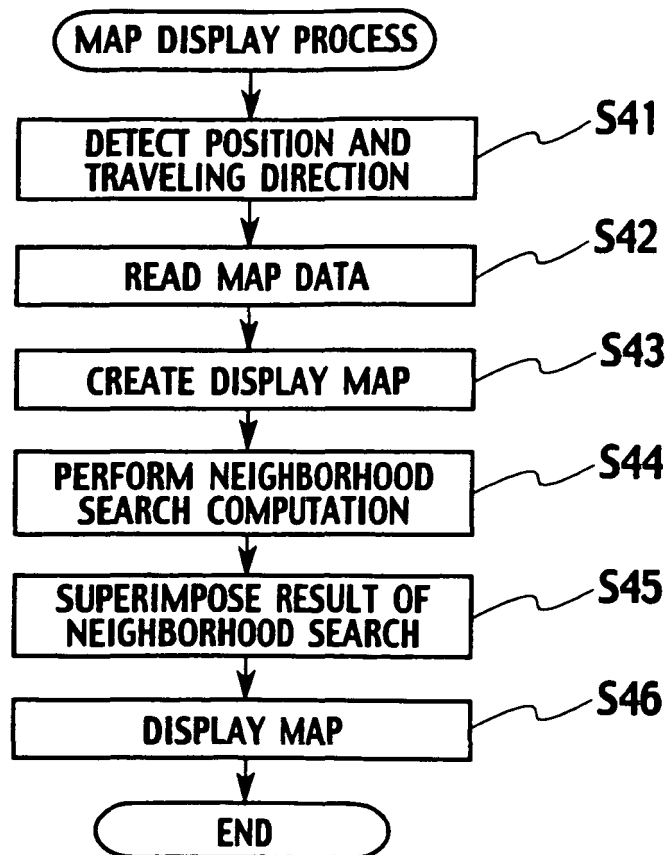 MAP DISPLAY PROCESS
DETECT POSITION AND
TRAVELING DIRECTION
S41
READ MAP DATA
S42
CREATE DISPLAY MAP
S43
PERFORM NEIGHBORHOOD
SEARCH COMPUTATION
S44
SUPERIMPOSE RESULT OF
NEIGHBORHOOD SEARCH
S45
DISPLAY MAP
S46
END